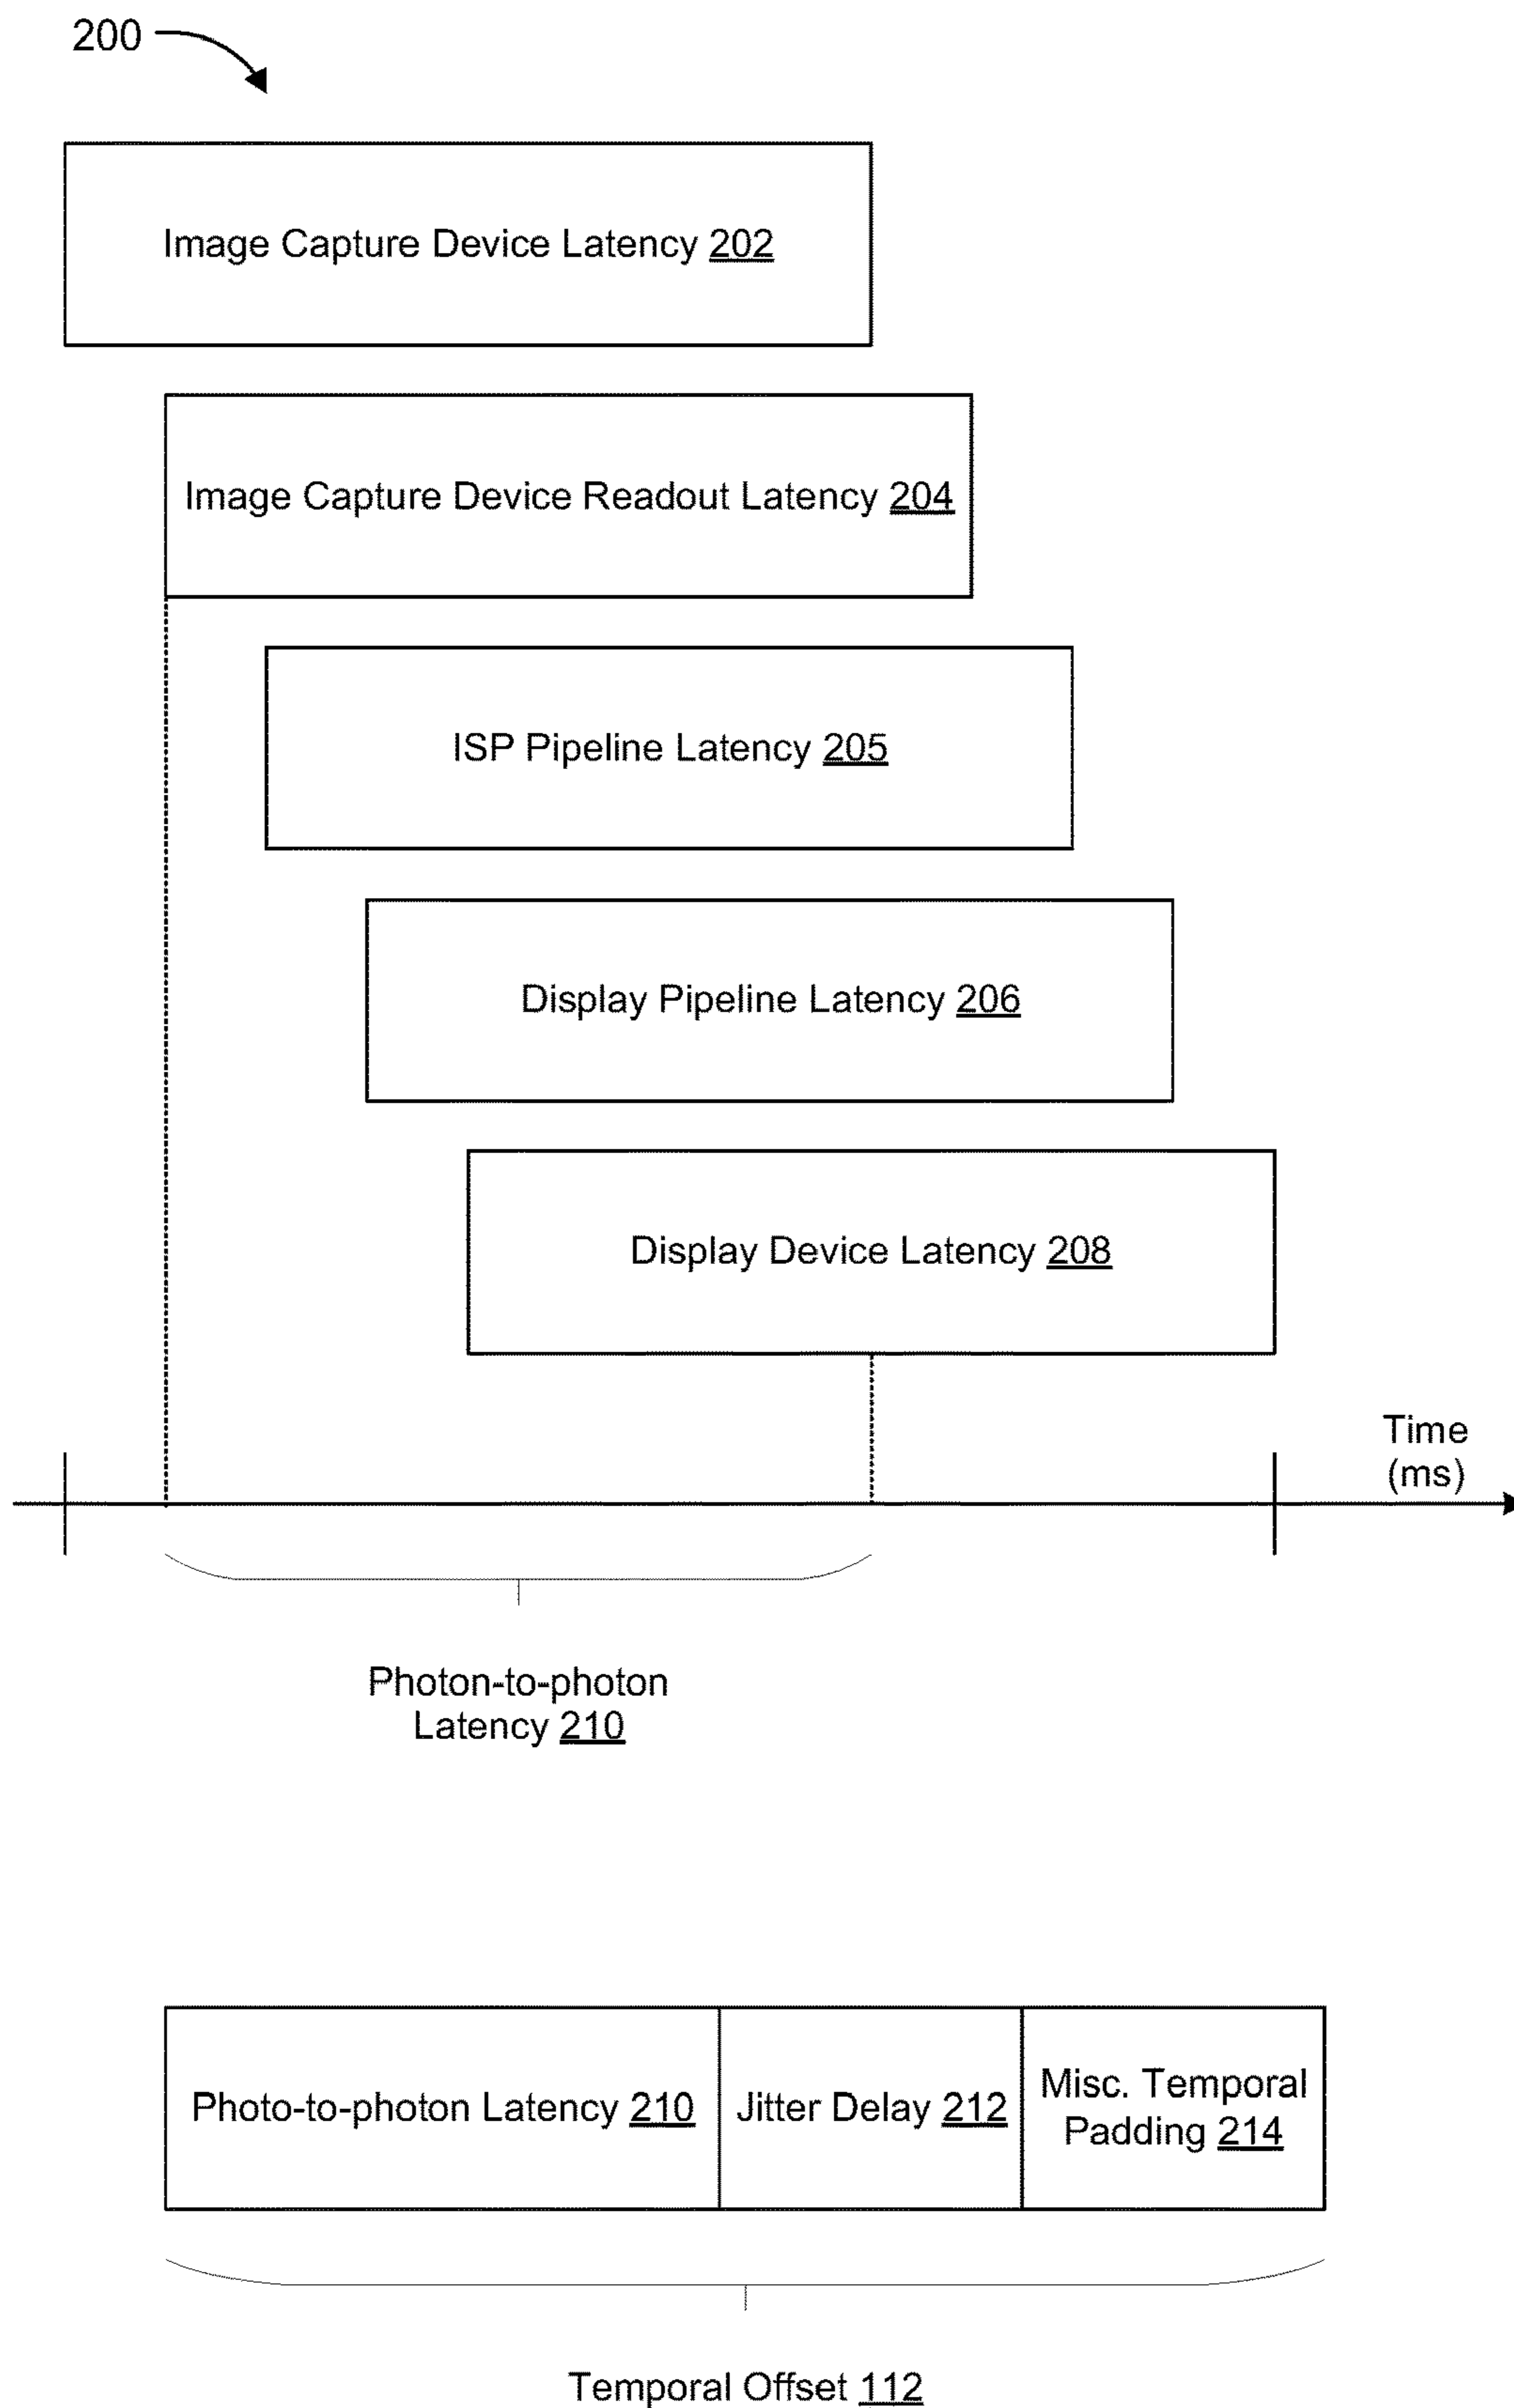 200
Image Capture Device Latency 202
Image Capture Device Readout Latency 204
ISP Pipeline Latency 205
Display Pipeline Latency 206
Display Device Latency 208
Time
(ms)
Photon-to-photon
Latency 210
Photo-to-photon Latency 210
Jitter Delay 212
Misc. Temporal
Padding 214
Temporal Offset 112